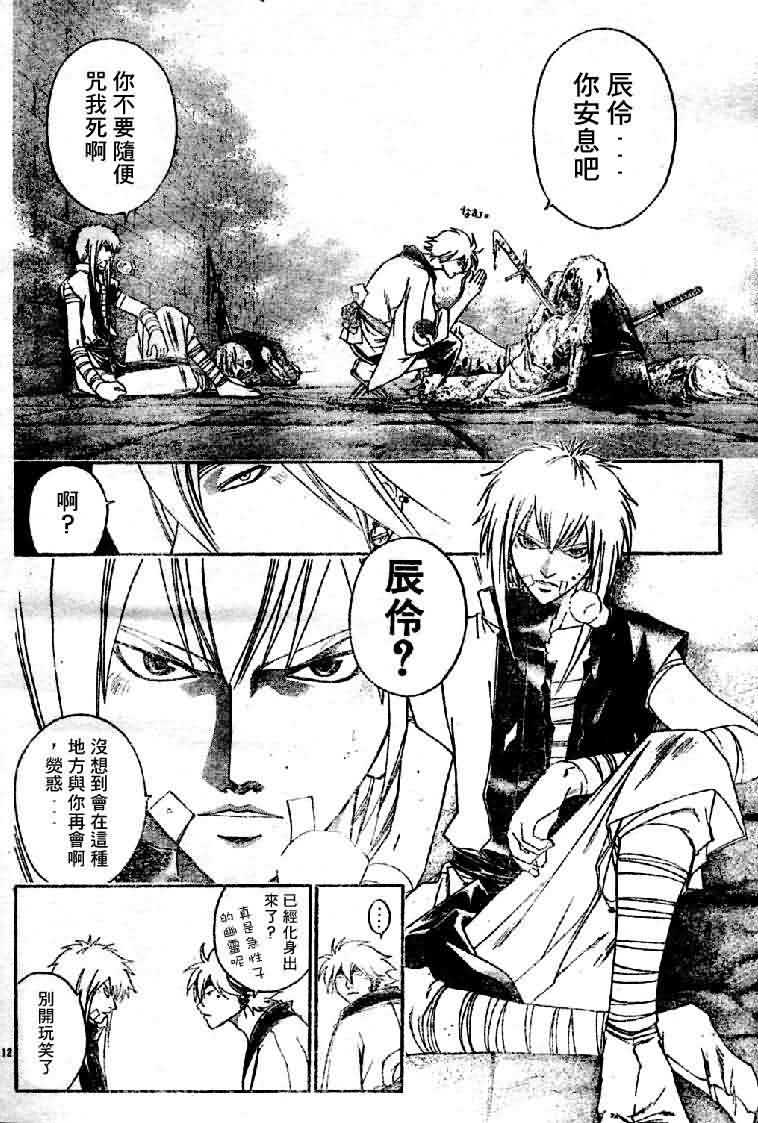 辰伶...
你安息吧
なむ。
你不要隨便
咒我死啊
啊?
辰伶?
沒想到會在這種
地方與你再會啊
，熒惑...
...
已經化身出
來了?
真是急性子
的幽靈呢
別開玩笑了
12